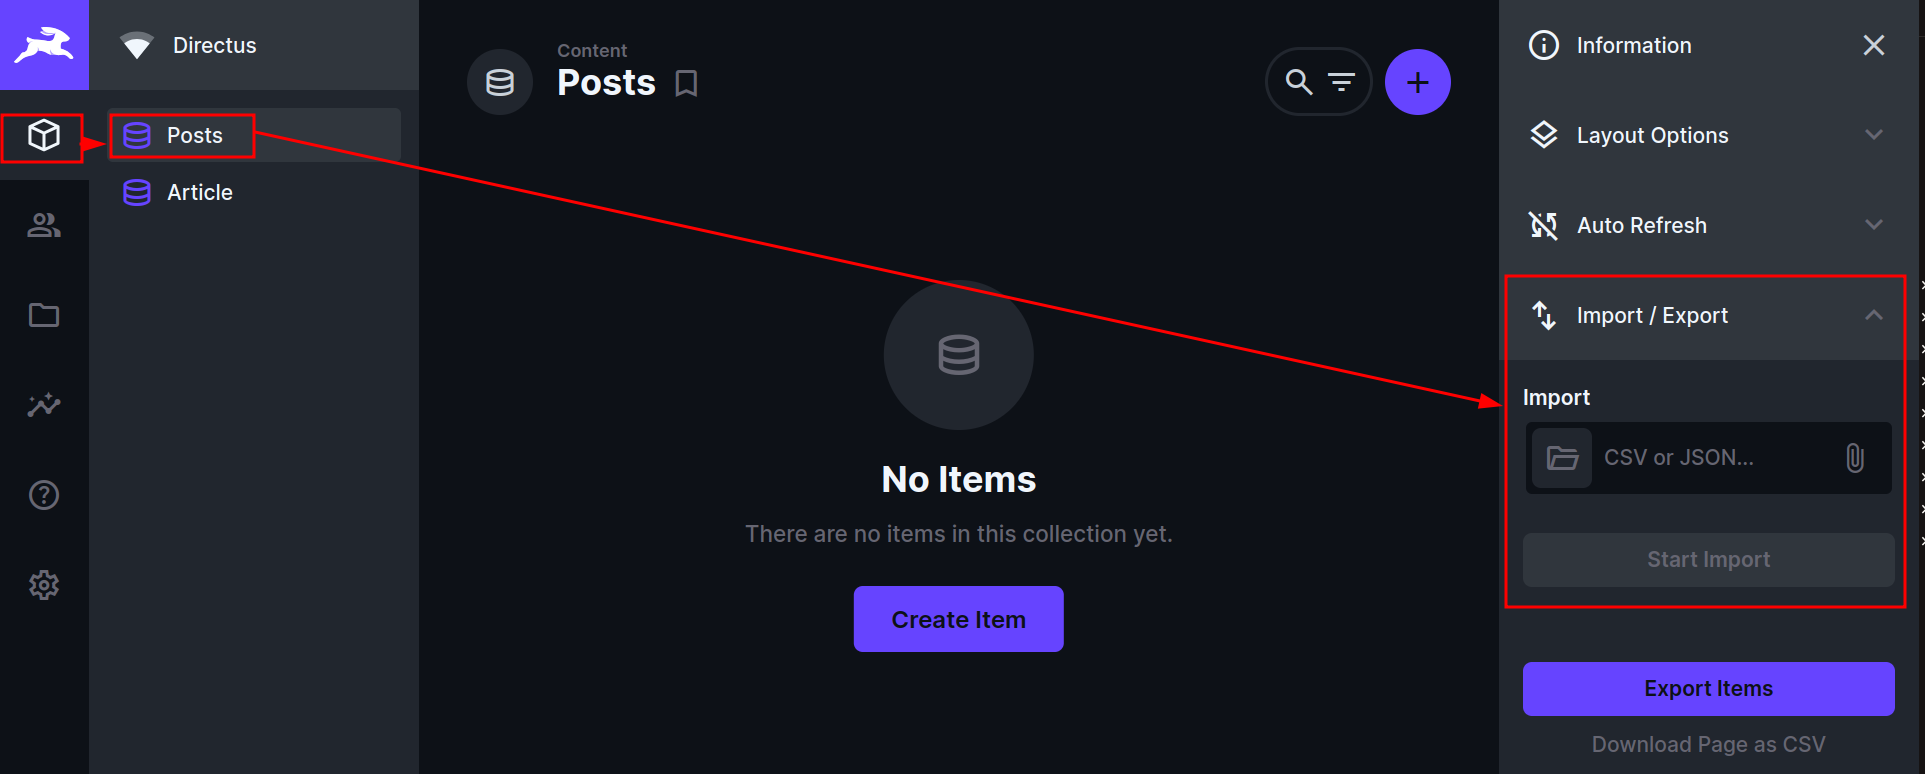 Directus
Posts
Article
Content
Posts
No Items
There are no items in this collection yet.
Create Item
Information
Layout Options
Auto Refresh
Import / Export
Import
CSV or JSON...
Start Import
Export Items
Download Page as CSV